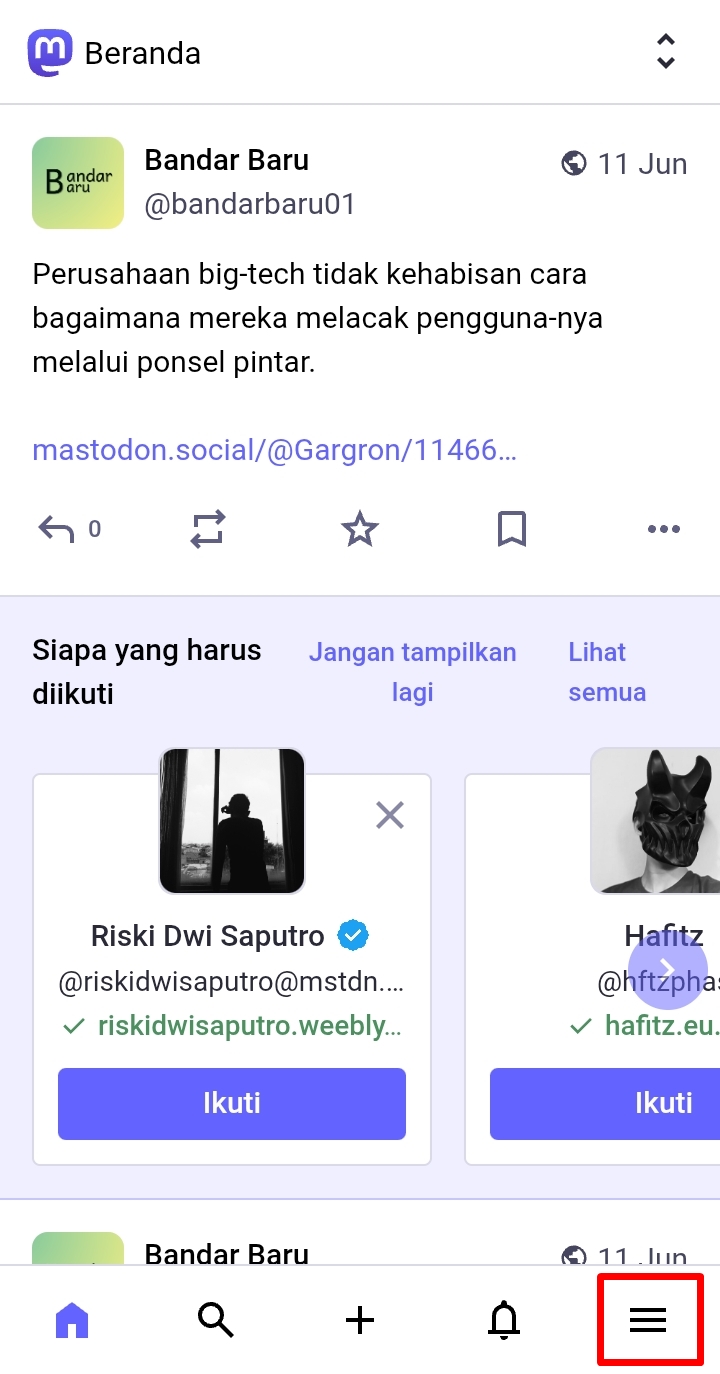 Beranda
Bandar Baru
11 Jun
@bandarbaru01
Bandar
Baru
Perusahaan big-tech tidak kehabisan cara
bagaimana mereka melacak pengguna-nya
melalui ponsel pintar.
mastodon.social/@Gargron/11466...
0
Siapa yang harus
diikuti
Jangan tampilkan
lagi
Lihat
semua
Riski Dwi Saputro
@riskidwisaputro@mstdn....
riskidwisaputro.weebly...
Ikuti
Hafitz
@hftzphas
hafitz.eu.
Ikuti
Bandar Baru
11 Jun